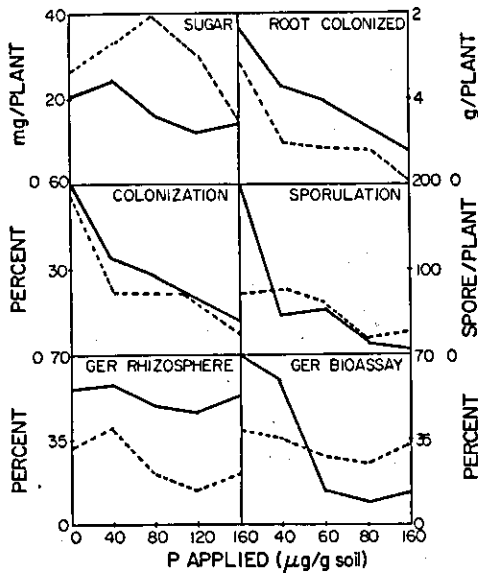 40 SUGAR ROOT COLONIZED 2
mg/PLANT 20 4 g/PLANT
0 60 200 0
COLONIZATION SPORULATION
PERCENT 30 100 SPORE/PLANT
0 70 70 0
GER RHIZOSPHERE GER BIOASSAY
PERCENT 35 35 PERCENT
0 0
0 40 80 120 160 40 60 80 160
P APPLIED (µg/g soil)